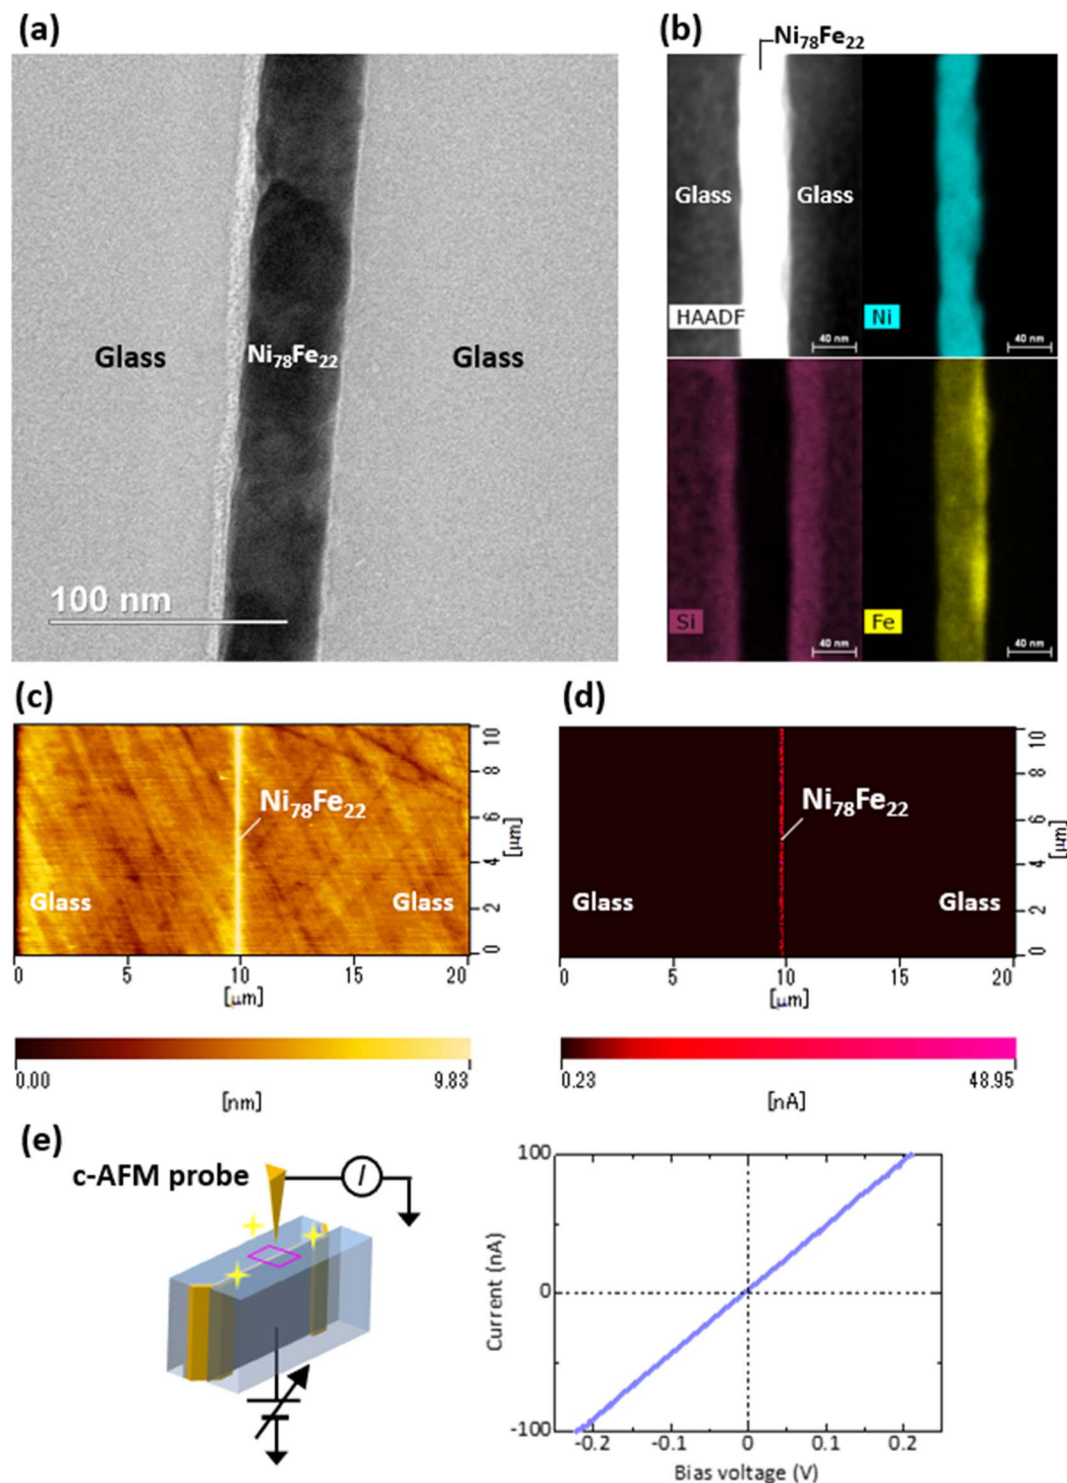 (a)
Glass
Ni78Fe22
Glass
100 nm
(b)
Ni78Fe22
Glass
Glass
HAADF
40 nm
Ni
40 nm
Si
40 nm
Fe
40 nm
(c)
Ni78Fe22
Glass
Glass
0
2
4
6
8
10
[μm]
0
5
10
15
20
[μm]
0.00
9.83
[nm]
(d)
Ni78Fe22
Glass
Glass
0
2
4
6
8
10
[μm]
0
5
10
15
20
[μm]
0.23
48.95
[nA]
(e)
c-AFM probe
I
100
0
-100
Current (nA)
-0.2
-0.1
0
0.1
0.2
Bias voltage (V)